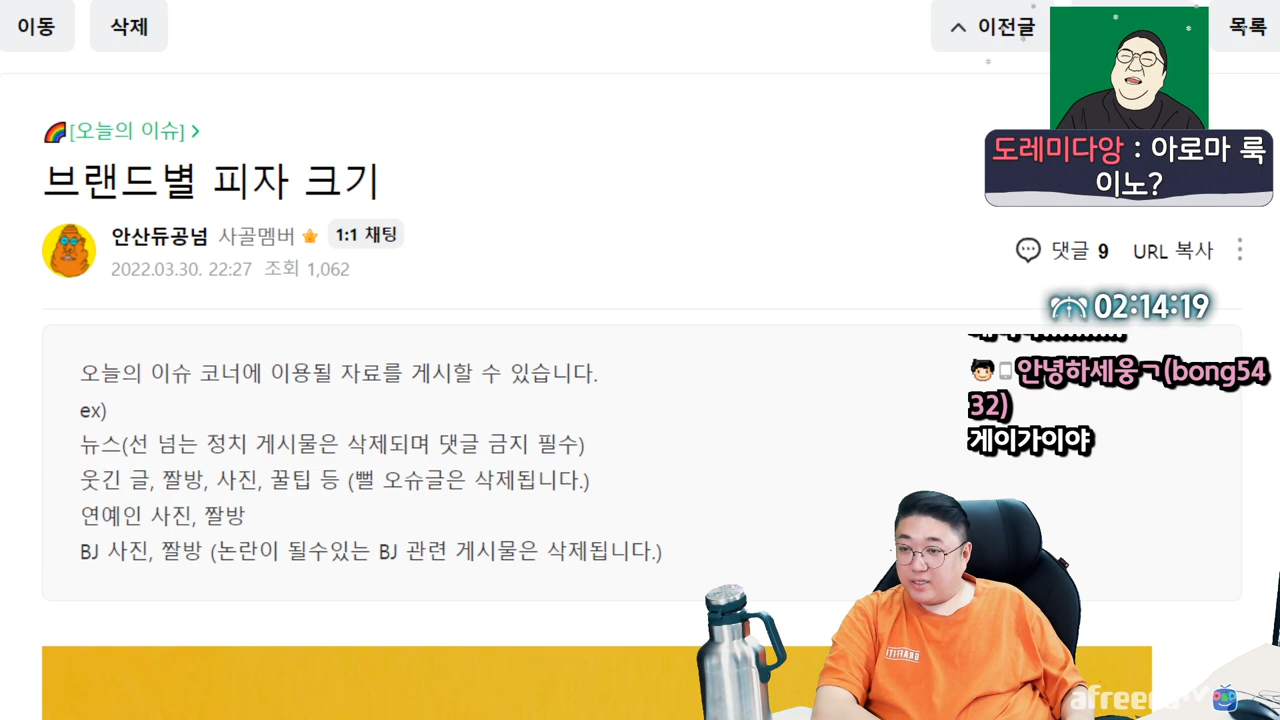 이동
삭제
이전글
목록
[오늘의 이슈] >
브랜드별 피자 크기
안산듀공넘 사골멤버 1:1 채팅
2022.03.30. 22:27 조회 1,062
댓글 9 URL 복사
도레미다앙 : 아로마 룩
이노?
02:14:19
안녕하세웅ㄱ(bong54
32)
게이가이야
오늘의 이슈 코너에 이용될 자료를 게시할 수 있습니다.
ex)
뉴스(선 넘는 정치 게시물은 삭제되며 댓글 금지 필수)
웃긴 글, 짤방, 사진, 꿀팁 등 (뻘 오슈글은 삭제됩니다.)
연예인 사진, 짤방
BJ 사진, 짤방 (논란이 될수있는 BJ 관련 게시물은 삭제됩니다.)